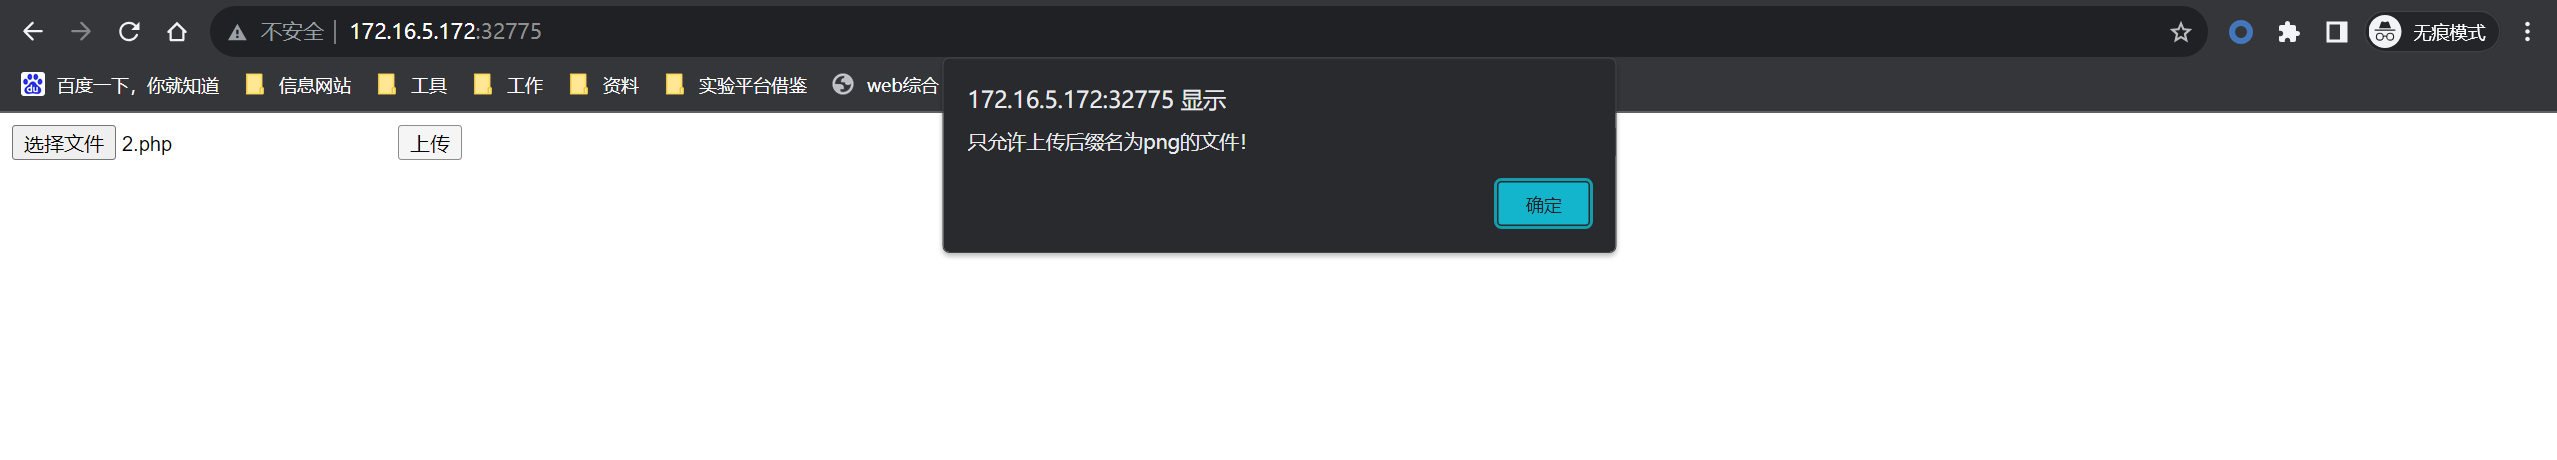 不安全 172.16.5.172:32775 无痕模式
百度一下，你就知道 信息网站 工具 工作 资料 实验平台借鉴 web综合
172.16.5.172:32775 显示
只允许上传后缀名为png的文件！
确定
选择文件 2.php 上传